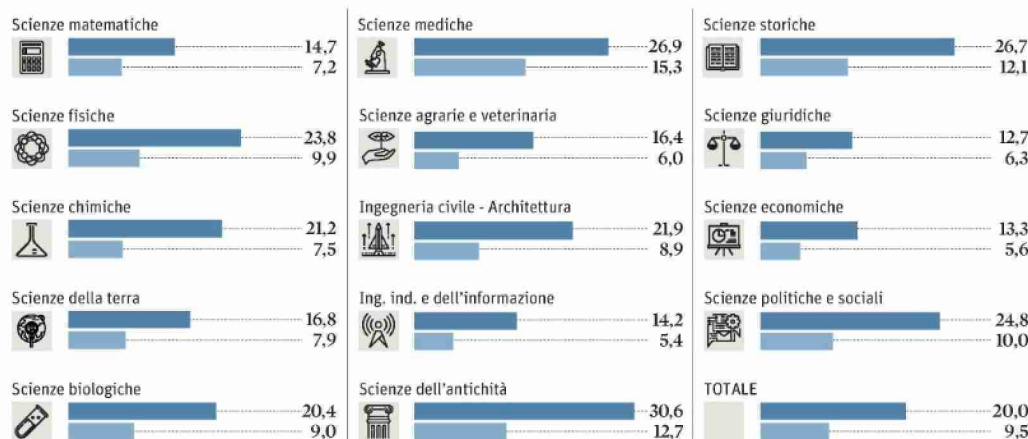 Scienze matematiche
14,7
7,2
Scienze fisiche
23,8
9,9
Scienze chimiche
21,2
7,5
Scienze della terra
16,8
7,9
Scienze biologiche
20,4
9,0
Scienze mediche
26,9
15,3
Scienze agrarie e veterinaria
16,4
6,0
Ingegneria civile - Architettura
21,9
8,9
Ing. ind. e dell'informazione
14,2
5,4
Scienze dell'antichità
30,6
12,7
Scienze storiche
26,7
12,1
Scienze giuridiche
12,7
6,3
Scienze economiche
13,3
5,6
Scienze politiche e sociali
24,8
10,0
TOTALE
20,0
9,5